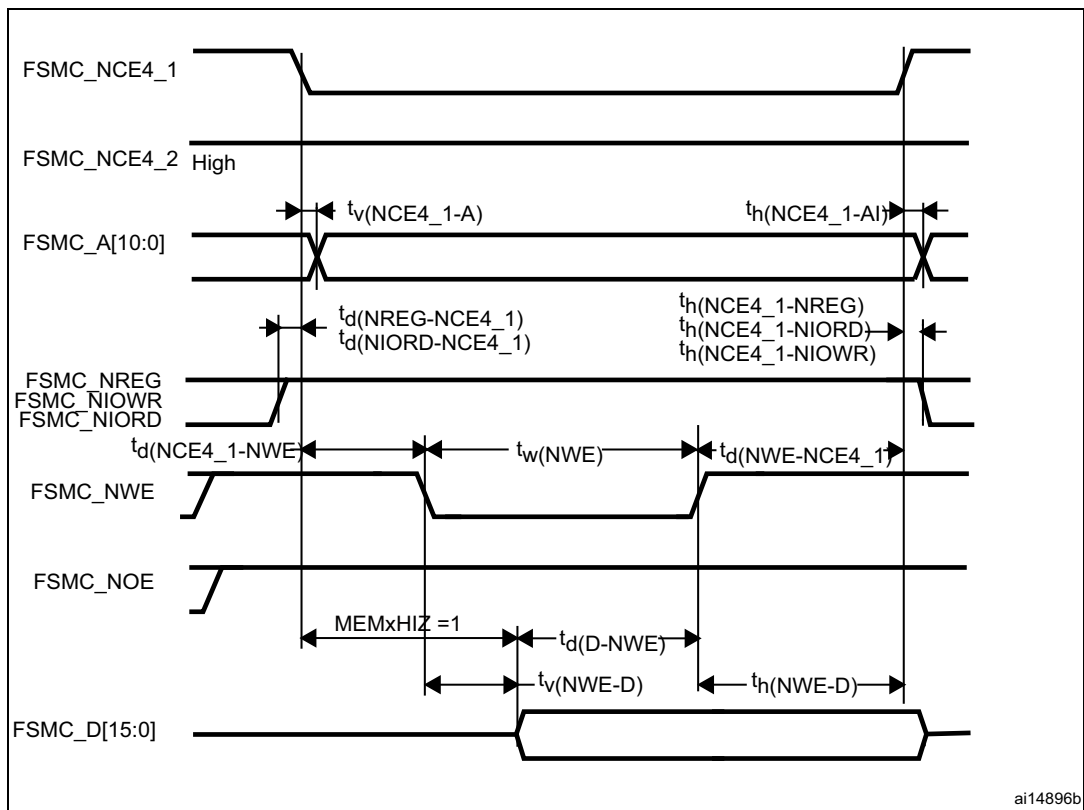 FSMC_NCE4_1
FSMC_NCE4_2 High
tv(NCE4_1-A)
th(NCE4_1-AI)
FSMC_A[10:0]
td(NREG-NCE4_1)
td(NIORD-NCE4_1)
th(NCE4_1-NREG)
th(NCE4_1-NIORD)
th(NCE4_1-NIOWR)
FSMC_NREG
FSMC_NIOWR
FSMC_NIORD
td(NCE4_1-NWE)
tw(NWE)
td(NWE-NCE4_1)
FSMC_NWE
FSMC_NOE
MEMxHIZ =1
td(D-NWE)
tv(NWE-D)
th(NWE-D)
FSMC_D[15:0]
ai14896b